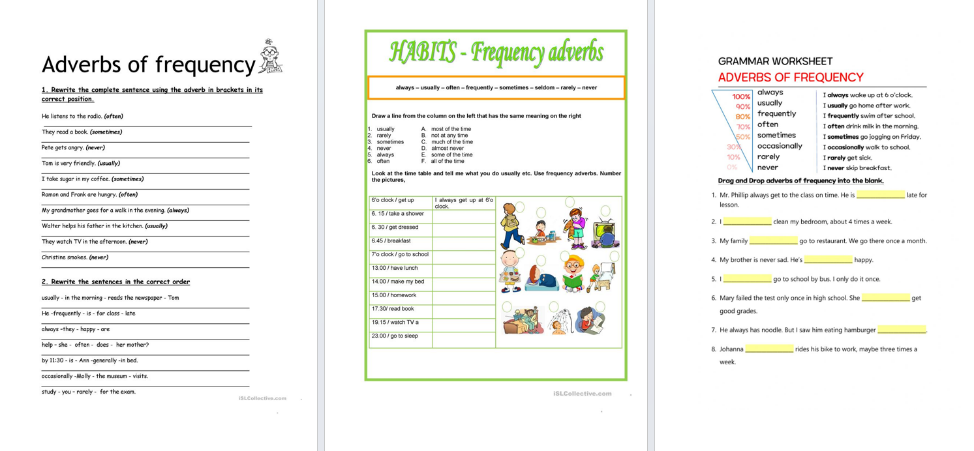 Adverbs of frequency
1. Rewrite the complete sentence using the adverb in brackets in its
correct position.
He listens to the radio. (often)
They read a book. (sometimes)
Pete gets angry. (never)
Tom is very friendly. (usually)
I take sugar in my coffee. (sometimes)
Ramon and Frank are hungry. (often)
My grandmother goes for a walk in the evening. (always)
Walter helps his father in the kitchen. (usually)
They watch TV in the afternoon. (never)
Christine smokes. (never)
2. Rewrite the sentences in the correct order
usually - in the morning - reads the newspaper - Tom
He -frequently - is - for class - late
always -they - happy - are
help - she - often - does - her mother?
by 11:30 - is - Ann -generally -in bed.
occasionally -Molly - the museum - visits.
study - you – rarely - for the exam.
iSLCollective.com
HABITS - Frequency adverbs
always – usually – often – frequently – sometimes – seldom – rarely – never
Draw a line from the column on the left that has the same meaning on the right
1. usually A. most of the time
2. rarely B. not at any time
3. sometimes C. much of the time
4. never D. almost never
5. always E. some of the time
6. often F. all of the time
Look at the time table and tell me what you do usually etc. Use frequency adverbs. Number
the pictures,
6'o clock / get up I always get up at 6'o
clock.
6. 15 / take a shower
6. 30 / get dressed
6.45 / breakfast
7'o clock / go to school
13.00 / have lunch
14.00 / make my bed
15.00 / homework
17.30/ read book
19.15 / watch TV a
23.00 / go to sleep
iSLCollective.com
GRAMMAR WORKSHEET
ADVERBS OF FREQUENCY
100% always I always wake up at 6 o'clock.
90% usually I usually go home after work.
80% frequently I frequently swim after school.
70% often I often drink milk in the morning.
50% sometimes I sometimes go jogging on Friday.
30% occasionally I occasionally walk to school.
10% rarely I rarely get sick.
0% never I never skip breakfast.
Drag and Drop adverbs of frequency into the blank.
1. Mr. Phillip always get to the class on time. He is late for
lesson.
2. I clean my bedroom, about 4 times a week.
3. My family go to restaurant. We go there once a month.
4. My brother is never sad. He's happy.
5. I go to school by bus. I only do it once.
6. Mary failed the test only once in high school. She get
good grades.
7. He always has noodle. But I saw him eating hamburger .
8. Johanna rides his bike to work, maybe three times a
week.